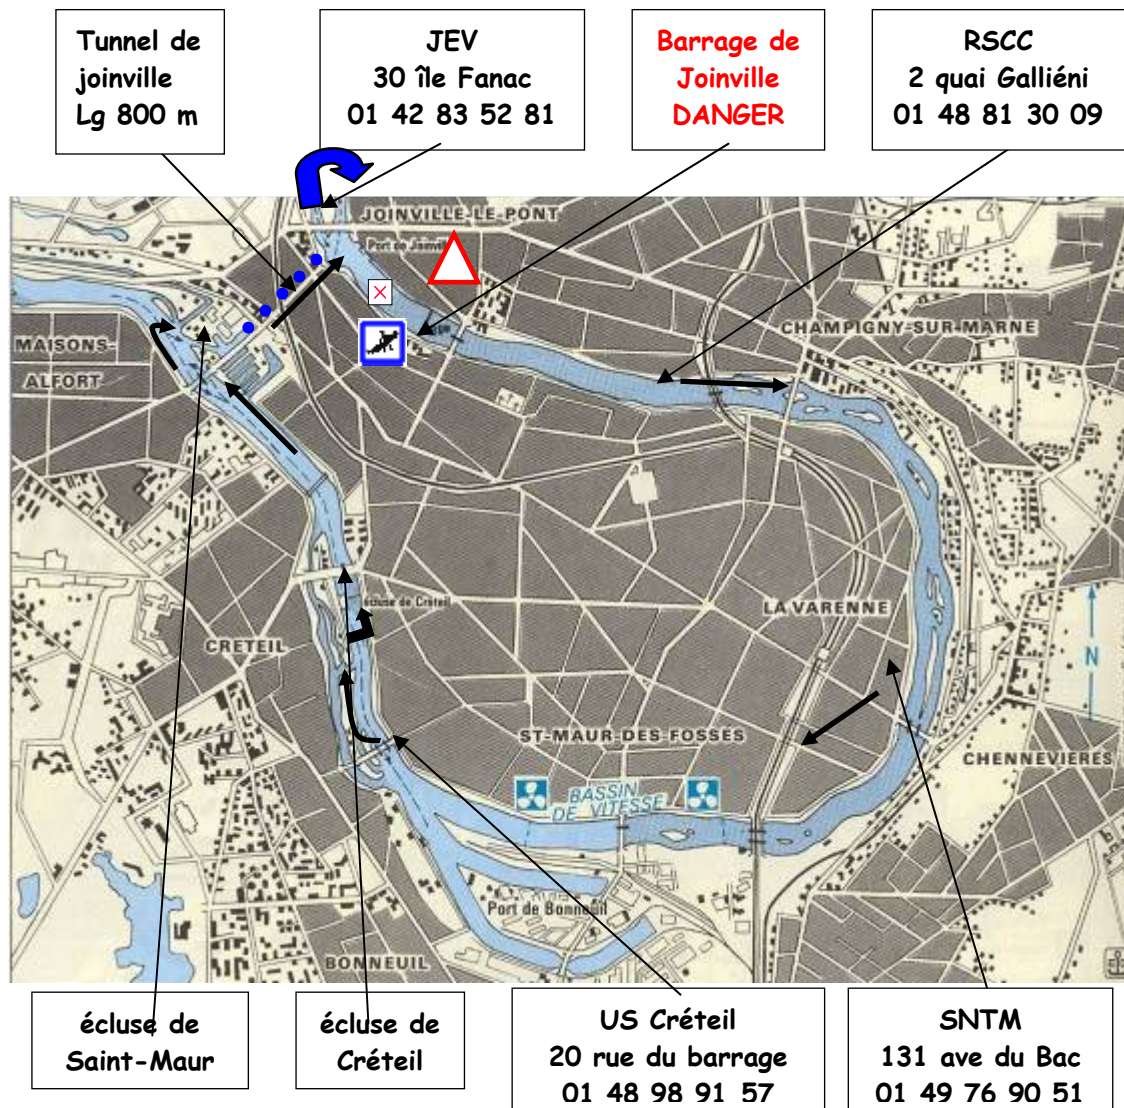 Tunnel de
joinville
Lg 800 m
JEV
30 île Fanac
01 42 83 52 81
Barrage de
Joinville
DANGER
RSCC
2 quai Galliéni
01 48 81 30 09
JOINVILLE-LE-PONT
Port de Joinville
CHAMPIGNY-SUR-MARNE
MAISONS-
ALFORT
écluse de Créteil
LA VARENNE
CRETEIL
N
ST-MAUR-DES-FOSSES
CHENNEVIERES
BASSIN
DE VITESSE
Port de Bonneuil
BONNEUIL
écluse de
Saint-Maur
écluse de
Créteil
US Créteil
20 rue du barrage
01 48 98 91 57
SNTM
131 ave du Bac
01 49 76 90 51